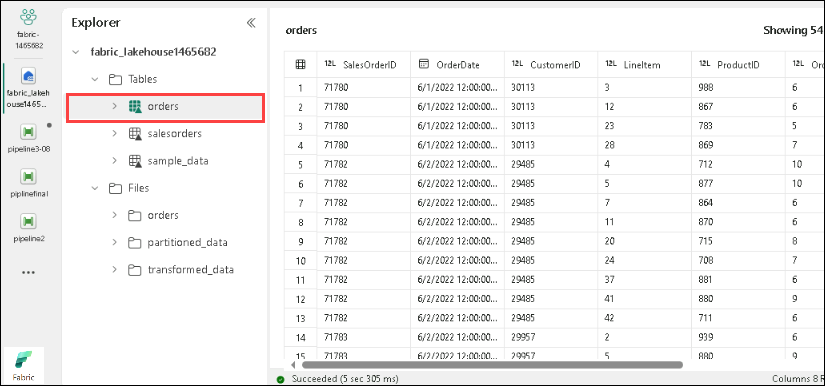 fabric-
1465682
fabric_lakeh
house1465...
pipeline3-08
piplinefinal
pipeline2
...
Fabric
Explorer
fabric_lakehouse1465682
Tables
orders
salesorders
sample_data
Files
orders
partitioned_data
transformed_data
orders Showing 54
12L SalesOrderID OrderDate 12L CustomerID 12L LineItem 12L ProductID 12L Ord
1 71780 6/1/2022 12:00:00... 30113 3 988 6
2 71780 6/1/2022 12:00:00... 30113 12 867 6
3 71780 6/1/2022 12:00:00... 30113 23 783 5
4 71780 6/1/2022 12:00:00... 30113 28 869 7
5 71782 6/2/2022 12:00:00... 29485 4 712 10
6 71782 6/2/2022 12:00:00... 29485 5 877 10
7 71782 6/2/2022 12:00:00... 29485 7 864 6
8 71782 6/2/2022 12:00:00... 29485 11 870 6
9 71782 6/2/2022 12:00:00... 29485 20 715 8
10 71782 6/2/2022 12:00:00... 29485 24 708 7
11 71782 6/2/2022 12:00:00... 29485 37 881 6
12 71782 6/2/2022 12:00:00... 29485 41 880 9
13 71782 6/2/2022 12:00:00... 29485 42 711 6
14 71783 6/2/2022 12:00:00... 29957 2 939 6
15 71783 6/2/2022 12:00:00... 29957 5 880 9
Succeeded (5 sec 305 ms) Columns 8 R